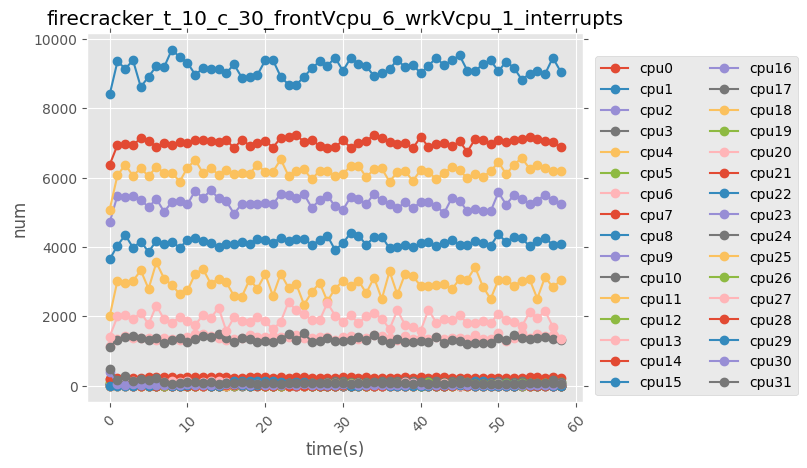 firecracker_t_10_c_30_frontVcpu_6_wrkVcpu_1_interrupts
num
10000
8000
6000
4000
2000
0
0
10
20
30
40
50
60
time(s)
cpu0
cpu1
cpu2
cpu3
cpu4
cpu5
cpu6
cpu7
cpu8
cpu9
cpu10
cpu11
cpu12
cpu13
cpu14
cpu15
cpu16
cpu17
cpu18
cpu19
cpu20
cpu21
cpu22
cpu23
cpu24
cpu25
cpu26
cpu27
cpu28
cpu29
cpu30
cpu31